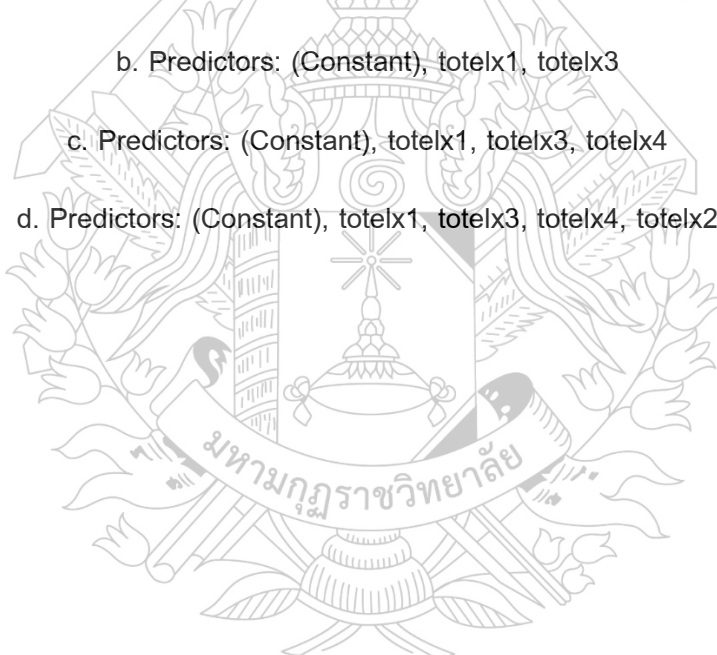 b. Predictors: (Constant), totelx1, totelx3
c. Predictors: (Constant), totelx1, totelx3, totelx4
d. Predictors: (Constant), totelx1, totelx3, totelx4, totelx2
มหามกุฏราชวิทยาลัย